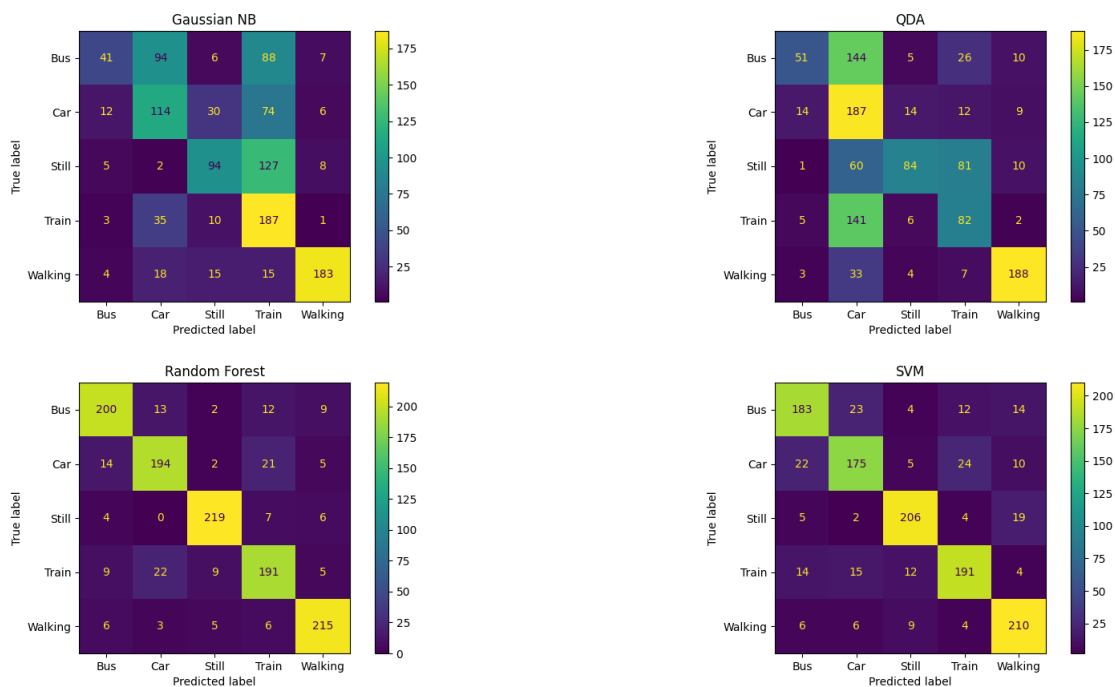 Gaussian NB
Bus 41 94 6 88 7
Car 12 114 30 74 6
Still 5 2 94 127 8
Train 3 35 10 187 1
Walking 4 18 15 15 183
Bus Car Still Train Walking
Predicted label
True label
175
150
125
100
75
50
25
QDA
Bus 51 144 5 26 10
Car 14 187 14 12 9
Still 1 60 84 81 10
Train 5 141 6 82 2
Walking 3 33 4 7 188
Bus Car Still Train Walking
Predicted label
True label
175
150
125
100
75
50
25
Random Forest
Bus 200 13 2 12 9
Car 14 194 2 21 5
Still 4 0 219 7 6
Train 9 22 9 191 5
Walking 6 3 5 6 215
Bus Car Still Train Walking
Predicted label
True label
200
175
150
125
100
75
50
25
0
SVM
Bus 183 23 4 12 14
Car 22 175 5 24 10
Still 5 2 206 4 19
Train 14 15 12 191 4
Walking 6 6 9 4 210
Bus Car Still Train Walking
Predicted label
True label
200
175
150
125
100
75
50
25